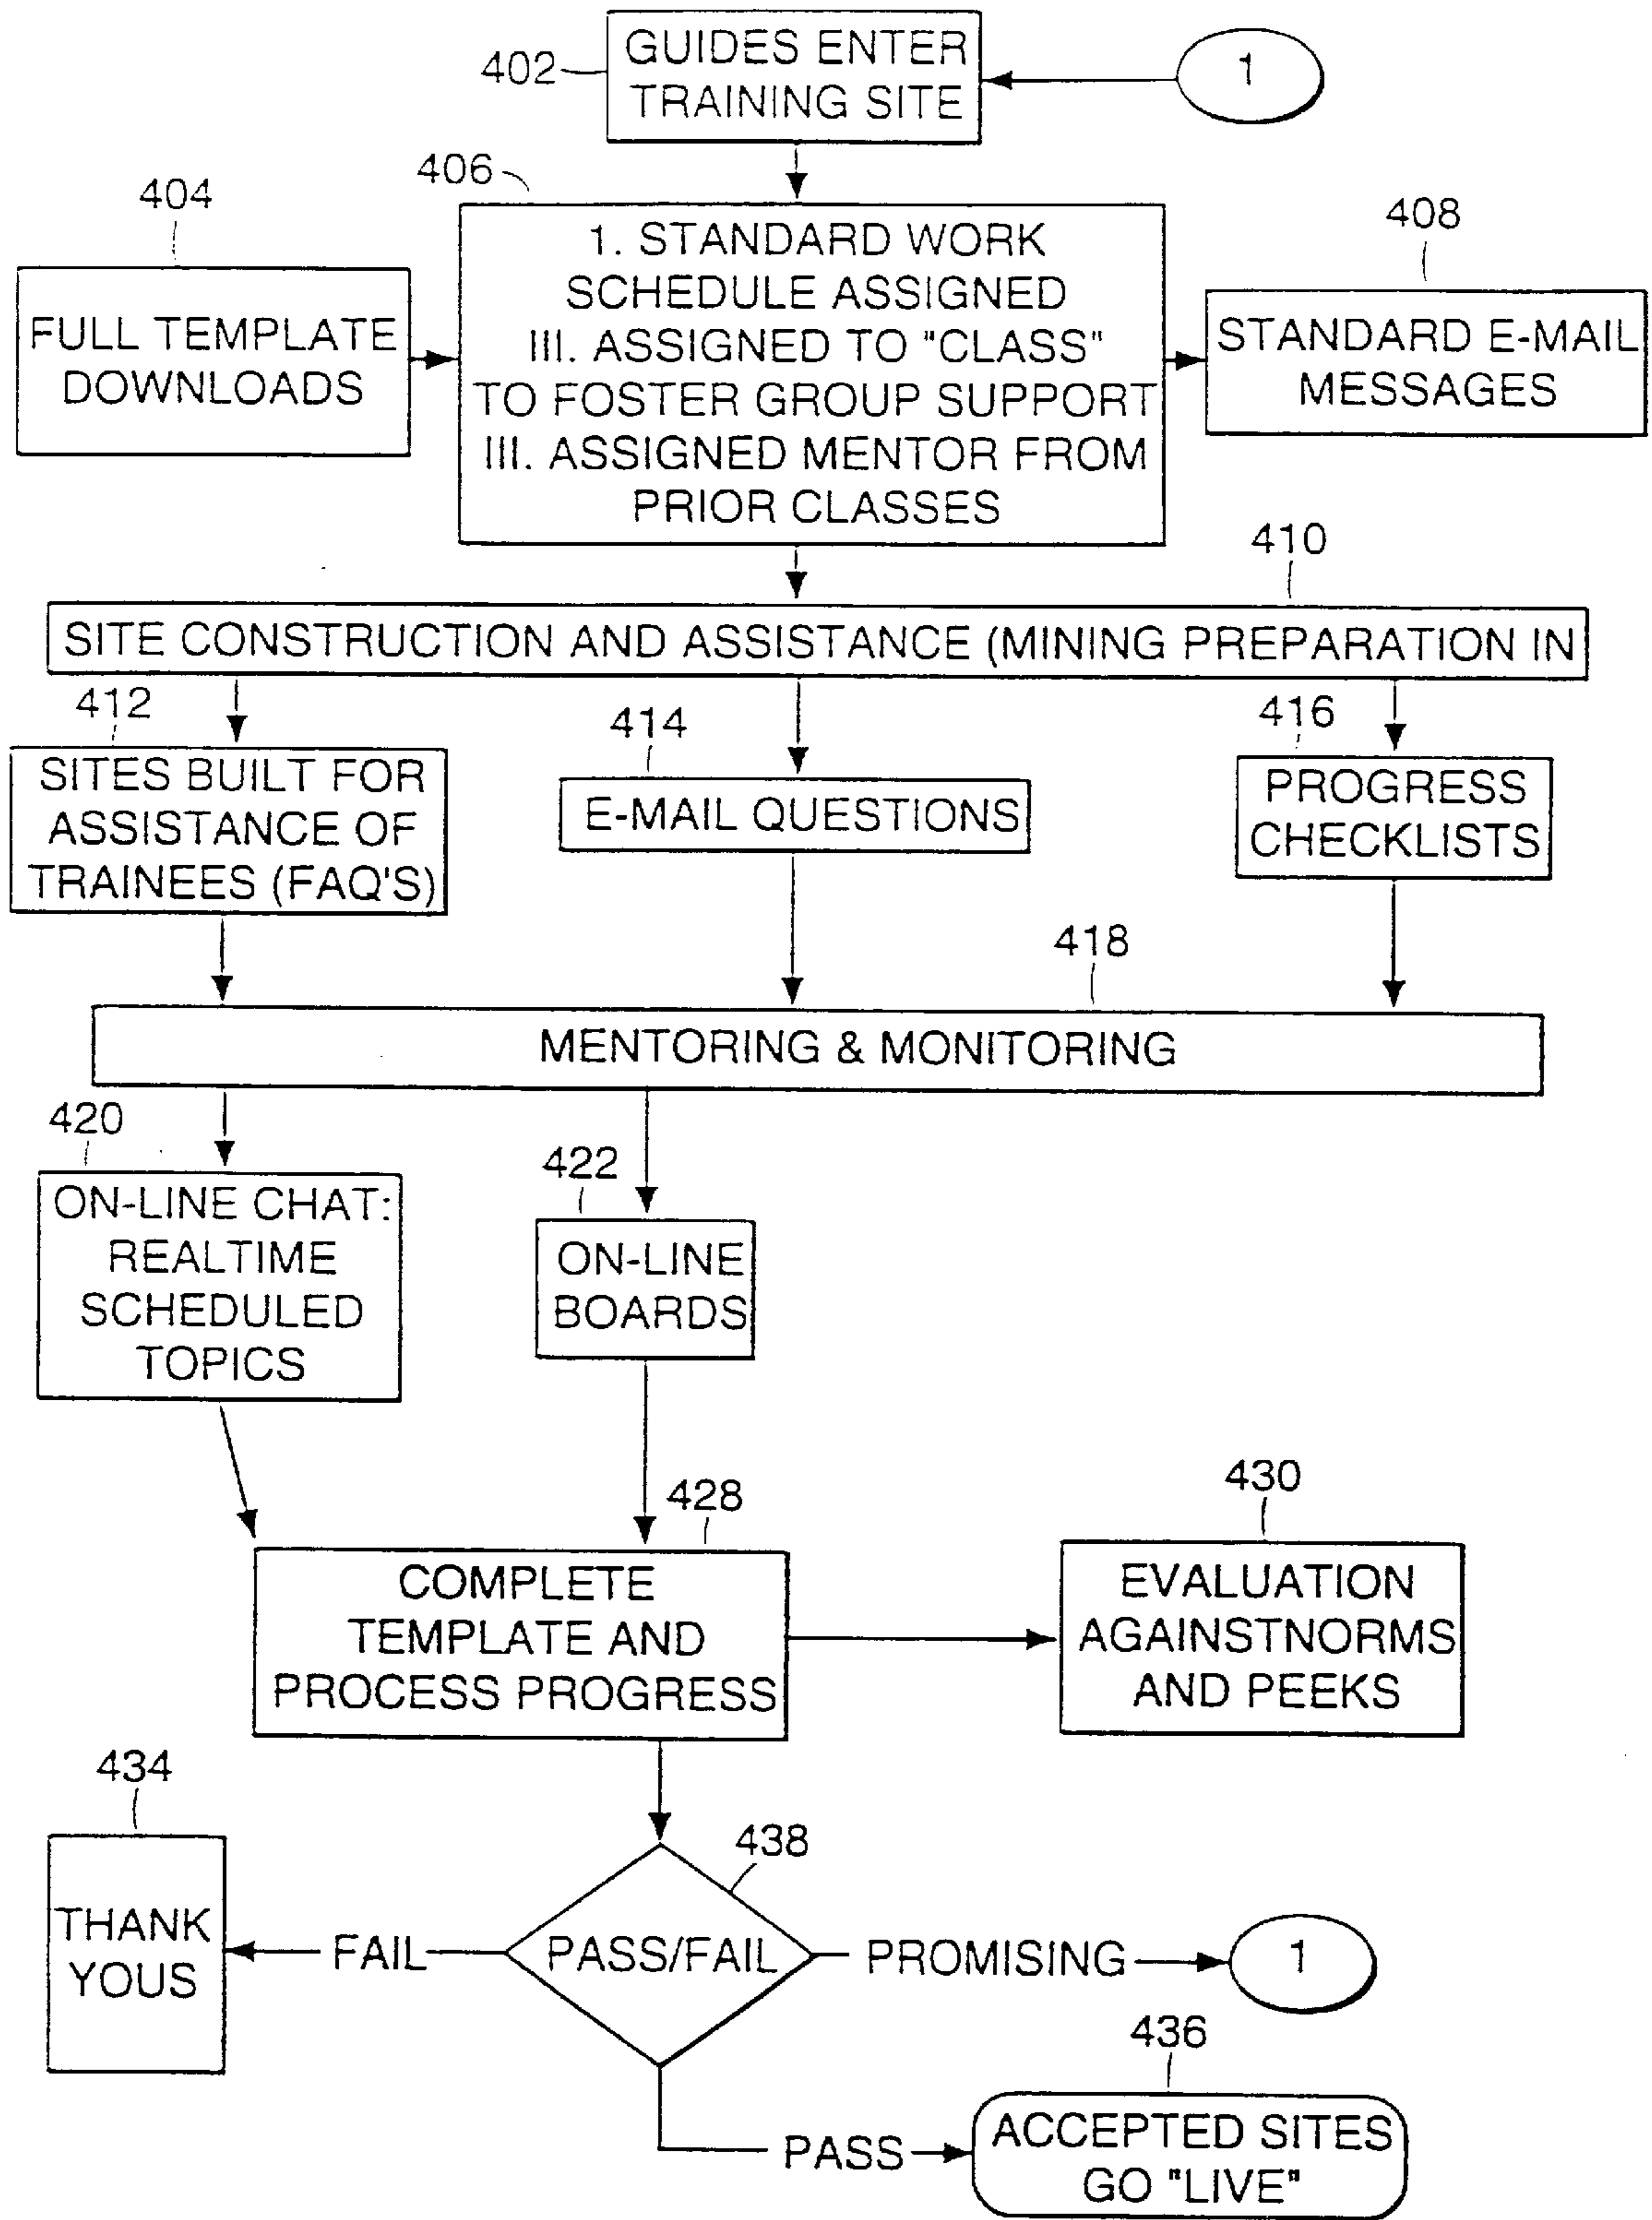 GUIDES ENTER
TRAINING SITE
402
1
406
404
408
1. STANDARD WORK
SCHEDULE ASSIGNED
III. ASSIGNED TO "CLASS"
TO FOSTER GROUP SUPPORT
III. ASSIGNED MENTOR FROM
PRIOR CLASSES
FULL TEMPLATE
DOWNLOADS
STANDARD E-MAIL
MESSAGES
410
SITE CONSTRUCTION AND ASSISTANCE (MINING PREPARATION IN
412
414
416
SITES BUILT FOR
ASSISTANCE OF
TRAINEES (FAQ'S)
E-MAIL QUESTIONS
PROGRESS
CHECKLISTS
418
MENTORING & MONITORING
420
422
ON-LINE CHAT:
REALTIME
SCHEDULED
TOPICS
ON-LINE
BOARDS
428
430
COMPLETE
TEMPLATE AND
PROCESS PROGRESS
EVALUATION
AGAINSTNORMS
AND PEEKS
434
438
THANK
YOUS
FAIL
PASS/FAIL
PROMISING
1
436
PASS
ACCEPTED SITES
GO "LIVE"